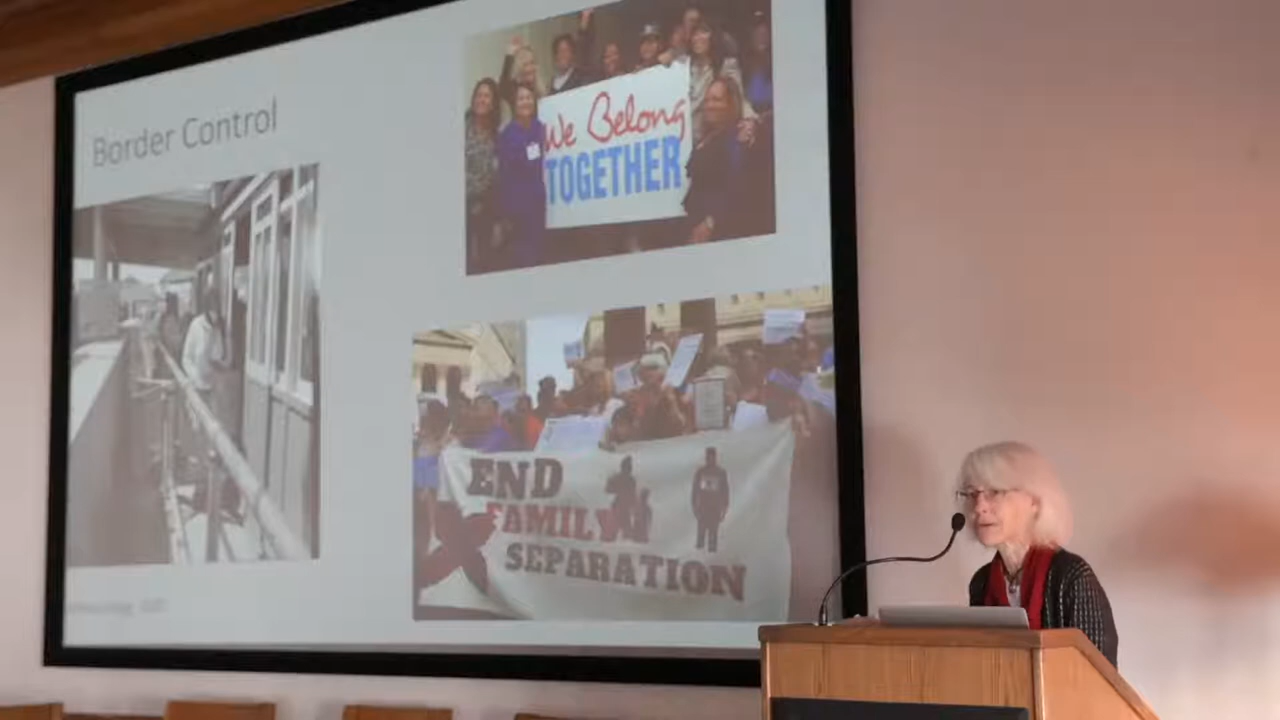 Border Control
We Belong
TOGETHER
END
FAMILY
SEPARATION